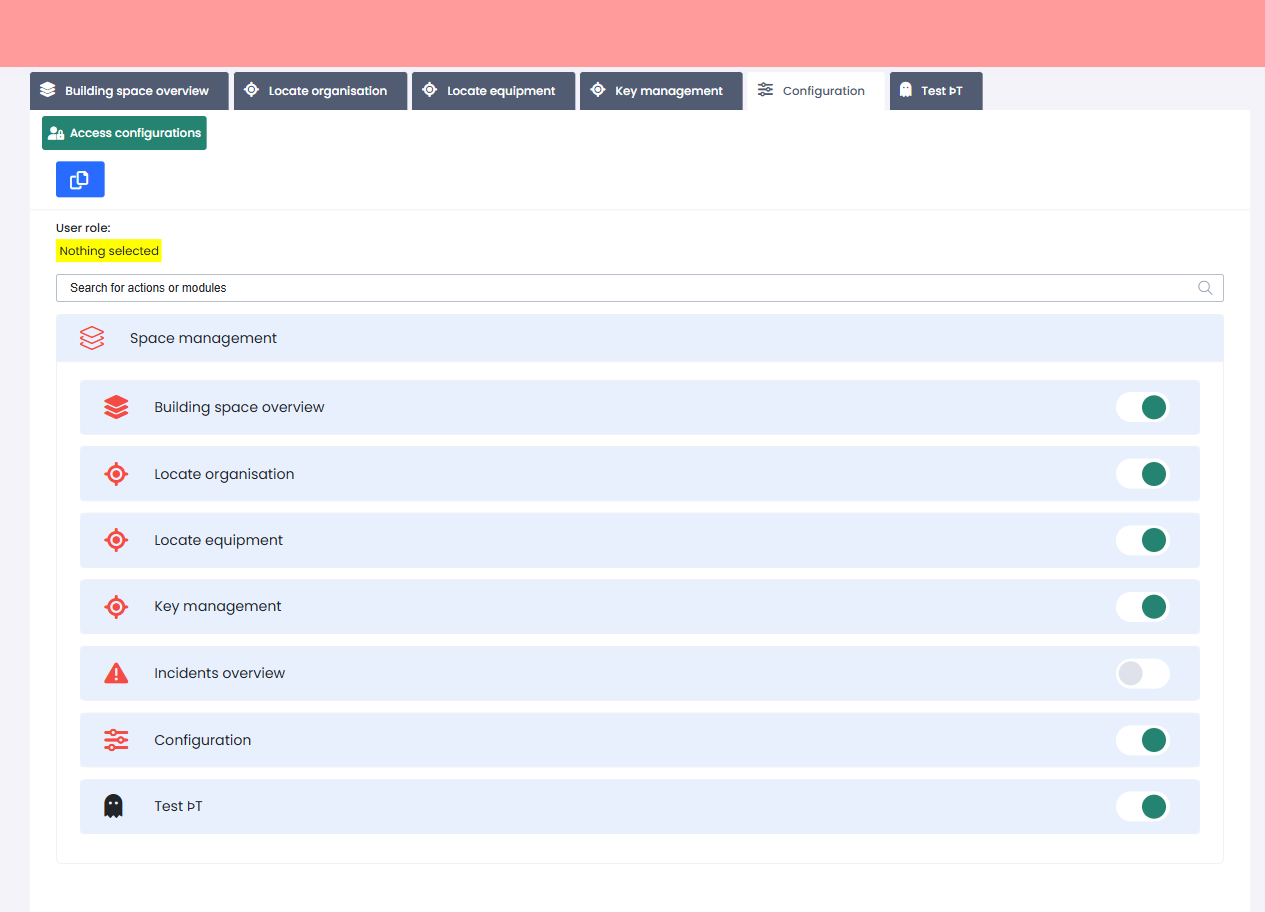 Building space overview
Locate organisation
Locate equipment
Key management
Configuration
Test ÞT
Access configurations
User role:
Nothing selected
Search for actions or modules
Space management
Building space overview
Locate organisation
Locate equipment
Key management
Incidents overview
Configuration
Test ÞT